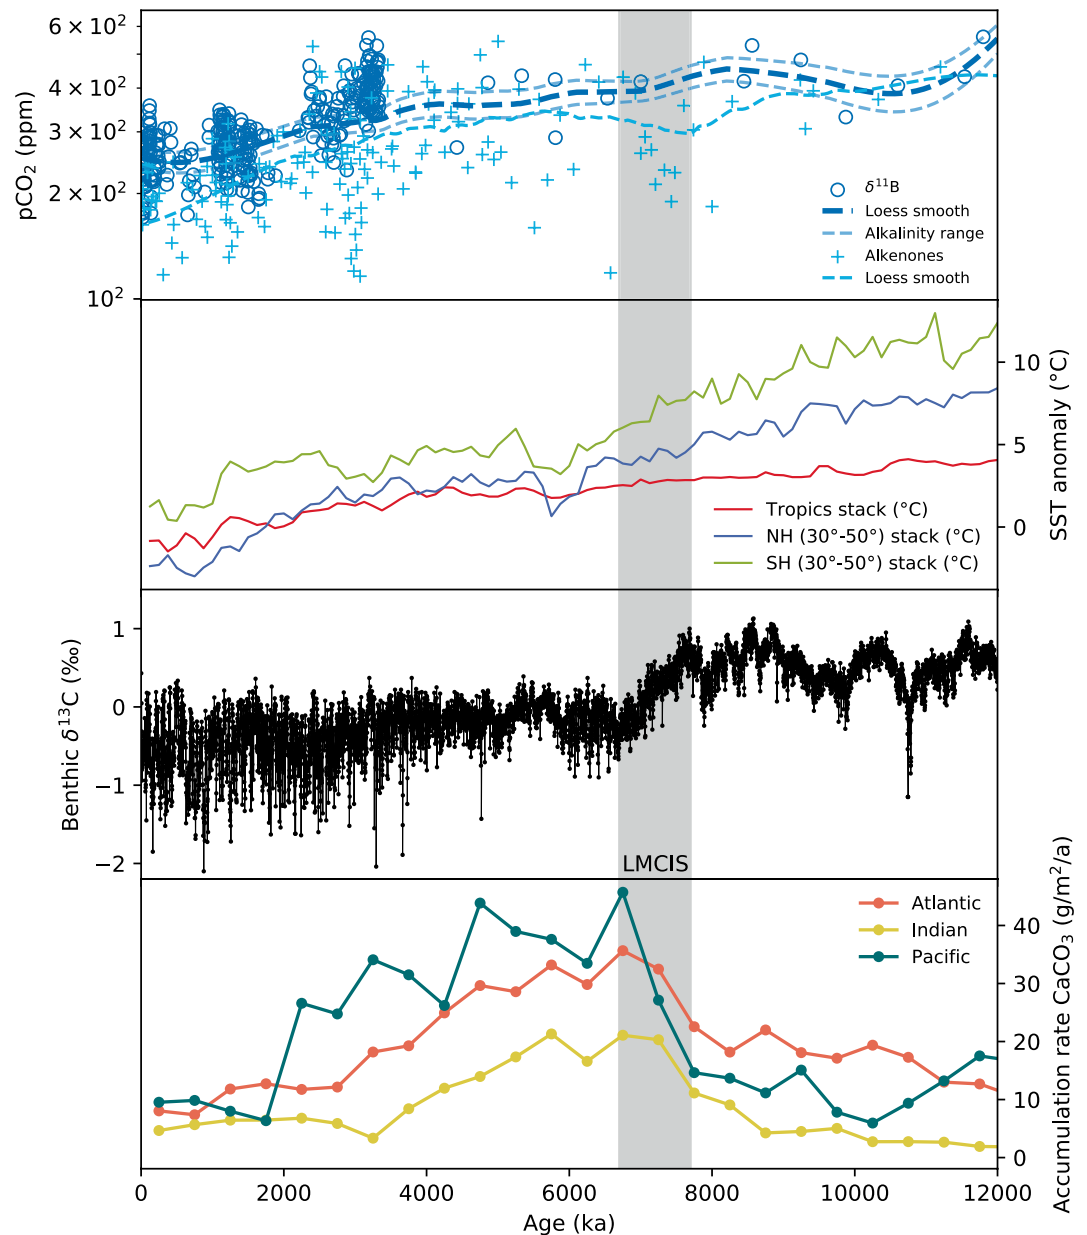 6 × 10²
4 × 10²
3 × 10²
2 × 10²
10²
pCO₂ (ppm)
δ¹¹B
Loess smooth
Alkalinity range
Alkenones
Loess smooth
10
5
0
SST anomaly (°C)
Tropics stack (°C)
NH (30°-50°) stack (°C)
SH (30°-50°) stack (°C)
1
0
−1
−2
Benthic δ¹³C (‰)
LMCIS
Atlantic
Indian
Pacific
40
30
20
10
0
Accumulation rate CaCO₃ (g/m²/a)
0 2000 4000 6000 8000 10000 12000
Age (ka)